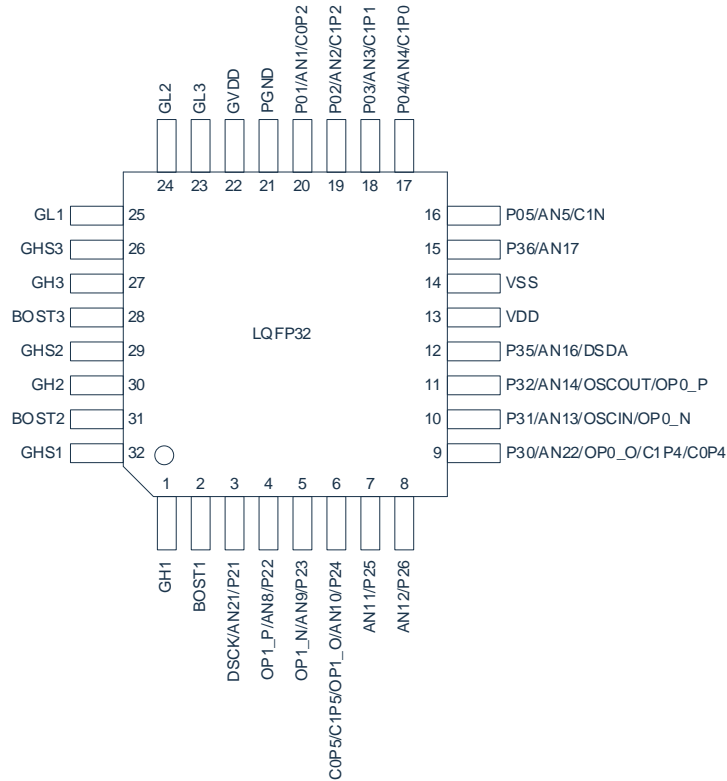 GL2
GL3
GVDD
PGND
P01/AN1/C0P2
P02/AN2/C1P2
P03/AN3/C1P1
P04/AN4/C1P0
24
23
22
21
20
19
18
17
GL1 25
GHS3 26
GH3 27
BOST3 28
GHS2 29
GH2 30
BOST2 31
GHS1 32
LQFP32
16 P05/AN5/C1N
15 P36/AN17
14 VSS
13 VDD
12 P35/AN16/DSDA
11 P32/AN14/OSCOUT/OP0_P
10 P31/AN13/OSCIN/OP0_N
9 P30/AN22/OP0_O/C1P4/C0P4
1
2
3
4
5
6
7
8
GH1
BOST1
DSCK/AN21/P21
OP1_P/AN8/P22
OP1_N/AN9/P23
C0P5/C1P5/OP1_O/AN10/P24
AN11/P25
AN12/P26